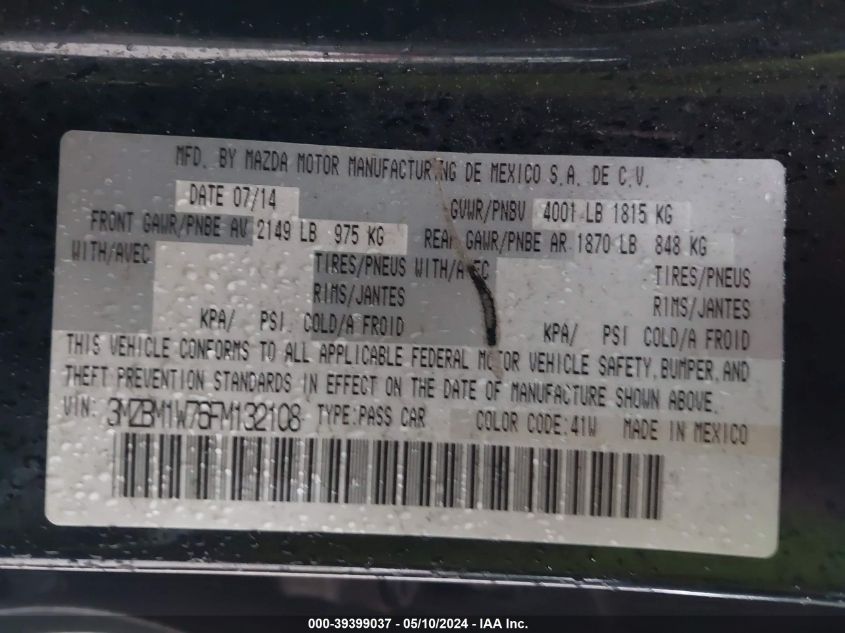 MFD. BY MAZDA MOTOR MANUFACTURING DE MEXICO S.A. DE C.V.
DATE 07/14 GVWR/PNBV 4001 LB 1815 KG
FRONT GAWR/PNBE AV 2149 LB 975 KG REAR GAWR/PNBE AR 1870 LB 848 KG
WITH/AVEC TIRES/PNEUS WITH/AVEC TIRES/PNEUS
RIMS/JANTES RIMS/JANTES
KPA/ PSI COLD/A FROID KPA/ PSI COLD/A FROID
THIS VEHICLE CONFORMS TO ALL APPLICABLE FEDERAL MOTOR VEHICLE SAFETY, BUMPER, AND
THEFT PREVENTION STANDARDS IN EFFECT ON THE DATE OF MANUFACTURE SHOWN ABOVE.
VIN: 3MZBM1W76FM132108 TYPE:PASS CAR COLOR CODE:41W MADE IN MEXICO
000-39399037 - 05/10/2024 - IAA Inc.